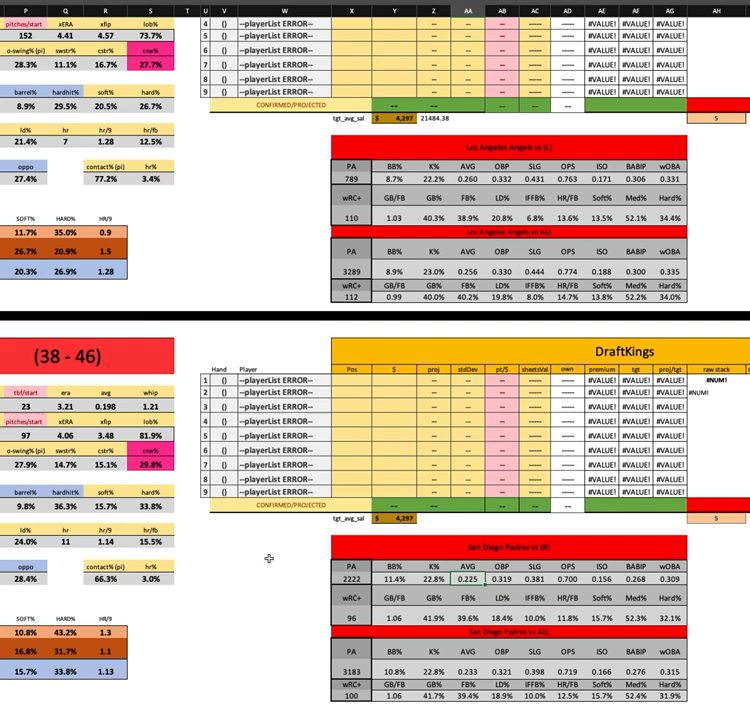 P Q R S T U V W X Y Z AA AB AC AD AE AF AG AH
pitches/start xERA xfip lob% 4 () --playerList ERROR-- -- -- -- ----- ----- #VALUE! #VALUE! #VALUE!
152 4.41 4.57 73.7% 5 () --playerList ERROR-- -- -- -- ----- ----- #VALUE! #VALUE! #VALUE!
o-swing% (pi) swstr% cstr% csw% 6 () --playerList ERROR-- -- -- -- ----- ----- #VALUE! #VALUE! #VALUE!
28.3% 11.1% 16.7% 27.7% 7 () --playerList ERROR-- -- -- -- ----- ----- #VALUE! #VALUE! #VALUE!
8 () --playerList ERROR-- -- -- -- ----- ----- #VALUE! #VALUE! #VALUE!
barrel% hardhit% soft% hard% 9 () --playerList ERROR-- -- -- -- ----- ----- #VALUE! #VALUE! #VALUE!
8.9% 29.5% 20.5% 26.7% CONFIRMED/PROJECTED -- -- -- -- --
tgt_avg_sal $ 4,297 21484.38 5
ld% hr hr/9 hr/fb
21.4% 7 1.28 12.5%
Los Angeles Angels vs (L)
oppo contact% (pi) hr% PA BB% K% AVG OBP SLG OPS ISO BABIP wOBA
27.4% 77.2% 3.4% 789 8.7% 22.2% 0.260 0.332 0.431 0.763 0.171 0.306 0.331
wRC+ GB/FB GB% FB% LD% IFFB% HR/FB Soft% Med% Hard%
SOFT% HARD% HR/9 110 1.03 40.3% 38.9% 20.8% 6.8% 13.6% 13.5% 52.1% 34.4%
11.7% 35.0% 0.9 Los Angeles Angels vs ALL
26.7% 20.9% 1.5 PA BB% K% AVG OBP SLG OPS ISO BABIP wOBA
20.3% 26.9% 1.28 3289 8.9% 23.0% 0.256 0.330 0.444 0.774 0.188 0.300 0.335
wRC+ GB/FB GB% FB% LD% IFFB% HR/FB Soft% Med% Hard%
112 0.99 40.0% 40.2% 19.8% 8.0% 14.7% 13.8% 52.2% 34.0%
(38 - 46) DraftKings
Hand Player Pos $ proj stdDev pt/$ sheetsVal own premium tgt proj/tgt raw stack
1 () --playerList ERROR-- -- -- -- ----- ----- #VALUE! #VALUE! #VALUE! #NUM!
tbf/start era avg whip 2 () --playerList ERROR-- -- -- -- ----- ----- #VALUE! #VALUE! #VALUE! #NUM!
23 3.21 0.198 1.21 3 () --playerList ERROR-- -- -- -- ----- ----- #VALUE! #VALUE! #VALUE!
pitches/start xERA xfip lob% 4 () --playerList ERROR-- -- -- -- ----- ----- #VALUE! #VALUE! #VALUE!
97 4.06 3.48 81.9% 5 () --playerList ERROR-- -- -- -- ----- ----- #VALUE! #VALUE! #VALUE!
o-swing% (pi) swstr% cstr% csw% 6 () --playerList ERROR-- -- -- -- ----- ----- #VALUE! #VALUE! #VALUE!
27.9% 14.7% 15.1% 29.8% 7 () --playerList ERROR-- -- -- -- ----- ----- #VALUE! #VALUE! #VALUE!
8 () --playerList ERROR-- -- -- -- ----- ----- #VALUE! #VALUE! #VALUE!
barrel% hardhit% soft% hard% 9 () --playerList ERROR-- -- -- -- ----- ----- #VALUE! #VALUE! #VALUE!
9.8% 36.3% 15.7% 33.8% CONFIRMED/PROJECTED -- -- -- -- --
tgt_avg_sal $ 4,297 5
ld% hr hr/9 hr/fb
24.0% 11 1.14 15.5%
San Diego Padres vs (R)
oppo contact% (pi) hr% PA BB% K% AVG OBP SLG OPS ISO BABIP wOBA
28.4% 66.3% 3.0% 2222 11.4% 22.8% 0.225 0.319 0.381 0.700 0.156 0.268 0.309
wRC+ GB/FB GB% FB% LD% IFFB% HR/FB Soft% Med% Hard%
SOFT% HARD% HR/9 96 1.06 41.9% 39.6% 18.4% 10.0% 11.8% 15.7% 52.3% 32.1%
10.8% 43.2% 1.3 San Diego Padres vs ALL
16.8% 31.7% 1.1 PA BB% K% AVG OBP SLG OPS ISO BABIP wOBA
15.7% 33.8% 1.13 3183 10.8% 22.8% 0.233 0.321 0.398 0.719 0.166 0.276 0.315
wRC+ GB/FB GB% FB% LD% IFFB% HR/FB Soft% Med% Hard%
100 1.06 41.7% 39.4% 18.9% 10.0% 12.5% 15.7% 52.4% 31.9%